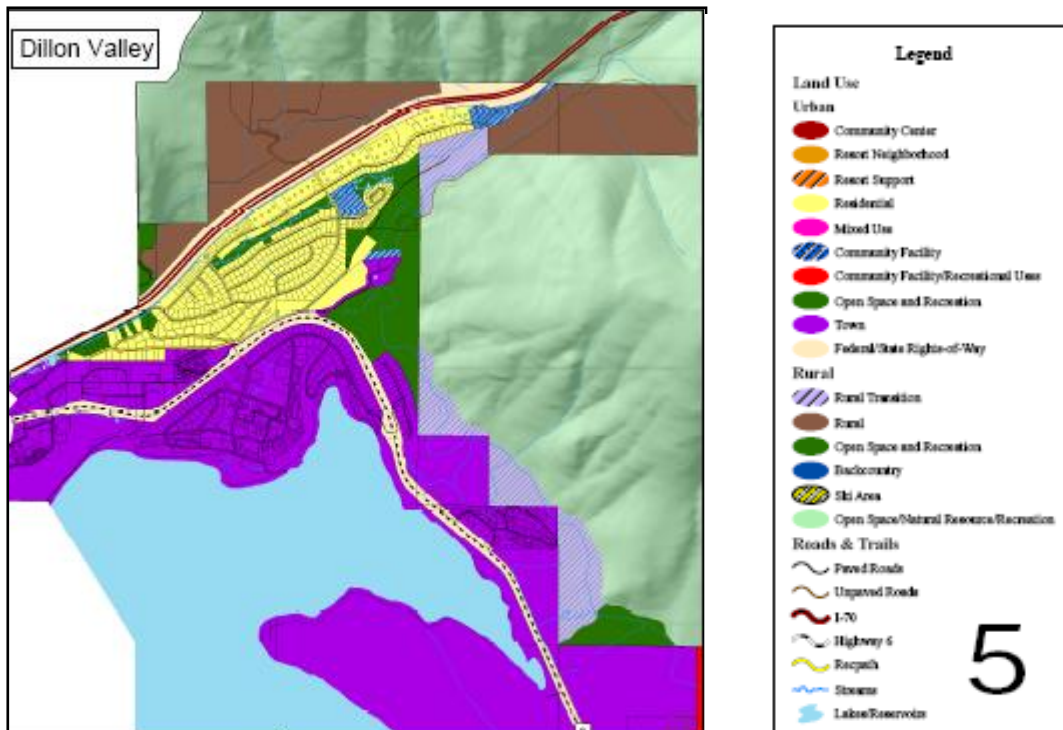 Dillon Valley
Legend
Land Use
Urban
Community Center
Resort Neighborhood
Resort Support
Residential
Mixed Use
Community Facility
Community Facility/Recreational Uses
Open Space and Recreation
Town
Federal/State Rights-of-Way
Rural
Rural Transition
Rural
Open Space and Recreation
Backcountry
Ski Area
Open Space/Natural Resource/Recreation
Roads & Trails
Paved Roads
Unpaved Roads
I-70
Highway 6
Recpath
Streams
Lakes/Reservoirs
5